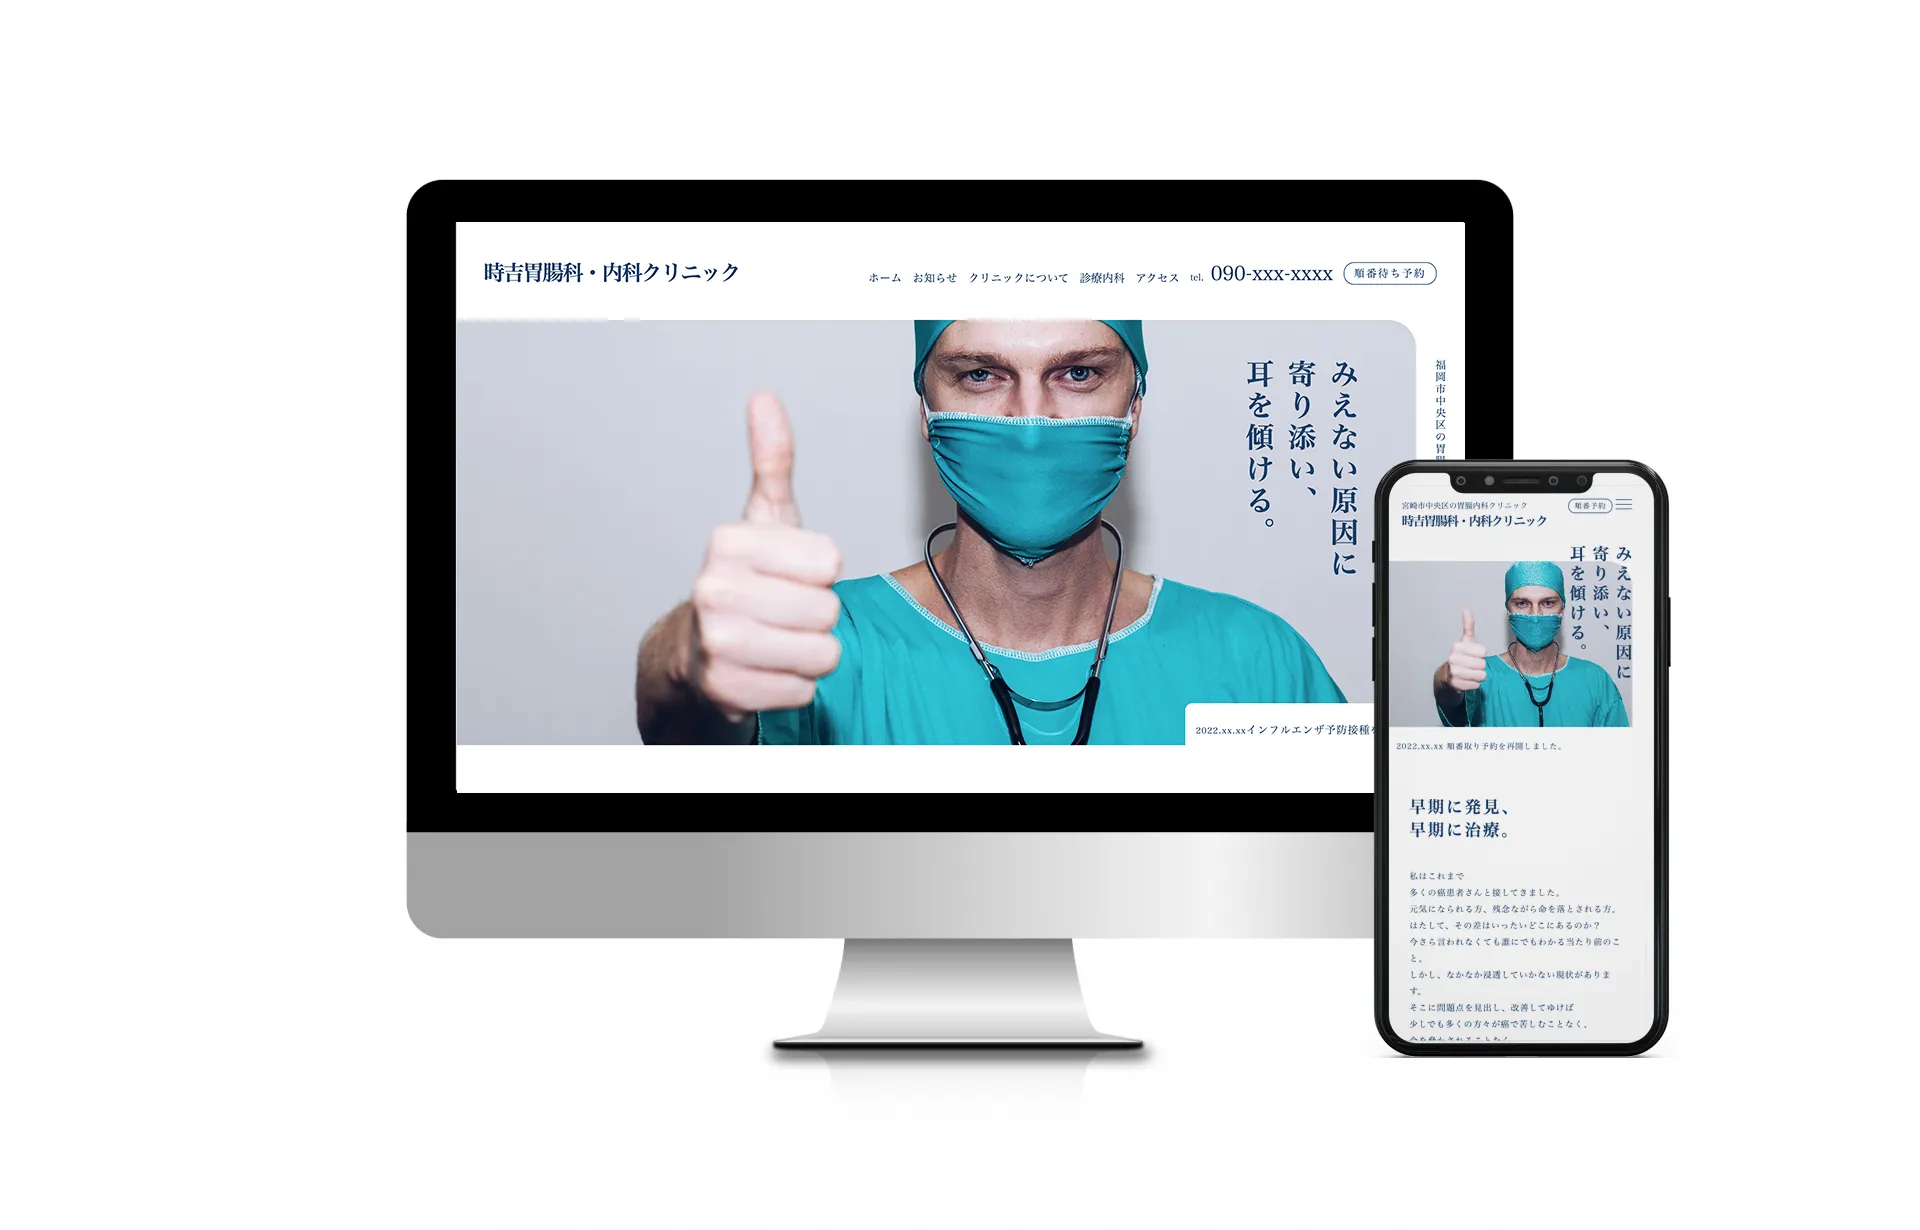 時吉胃腸科・内科クリニック
ホーム お知らせ クリニックについて 診療内科 アクセス tel. 090-xxx-xxxx 順番待ち予約
みえない原因に
寄り添い、
耳を傾ける。
福岡市中央区の胃
2022.xx.xxインフルエンザ予防接種
宮崎市中央区の胃腸内科クリニック
時吉胃腸科・内科クリニック
順番予約
みえない原因に
寄り添い、
耳を傾ける。
2022.xx.xx 順番取り予約を再開しました。
早期に発見、
早期に治療。
私はこれまで
多くの癌患者さんと接してきました。
元気になられる方、残念ながら命を落とされる方。
はたして、その差はいったいどこにあるのか？
今さら言われなくても誰にでもわかる当たり前のこ
と。
しかし、なかなか浸透していかない現状がありま
す。
そこに問題点を見出し、改善してゆけば
少しでも多くの方々が癌で苦しむことなく、